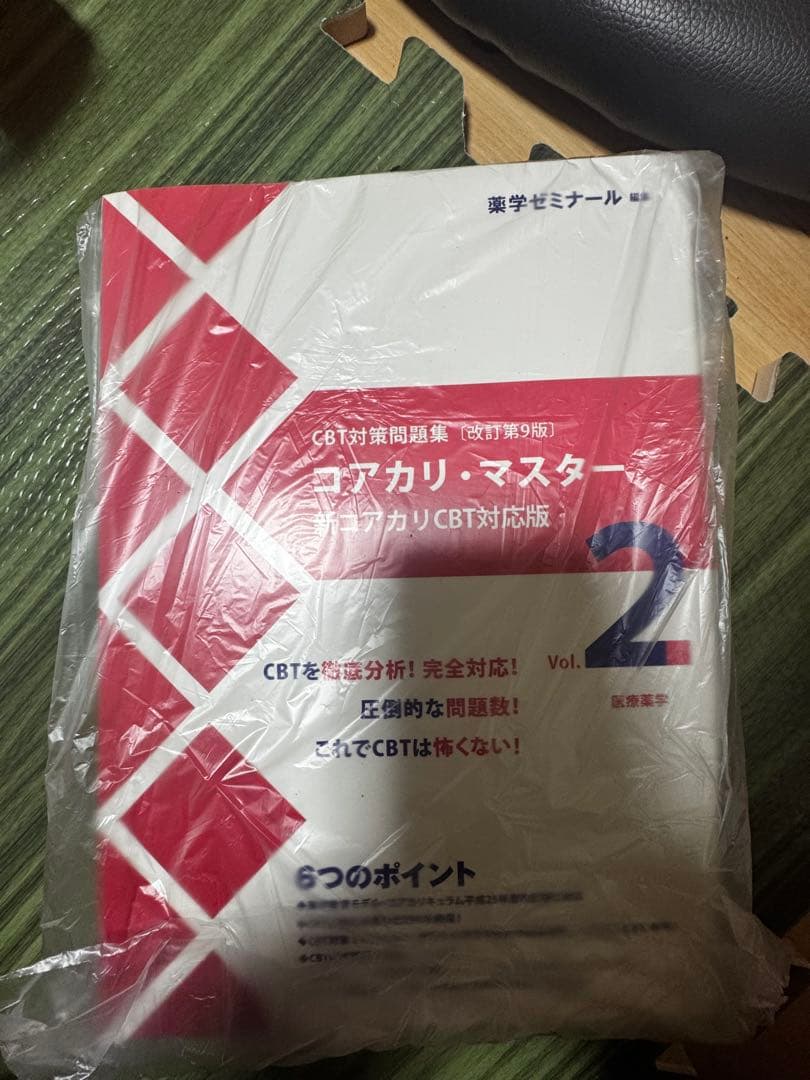 薬学ゼミナール 編集
CBT対策問題集〔改訂第9版〕
コアカリ・マスター
新コアカリCBT対応版
Vol. 2
医療薬学
CBTを徹底分析！完全対応！
圧倒的な問題数！
これでCBTは怖くない！
6つのポイント